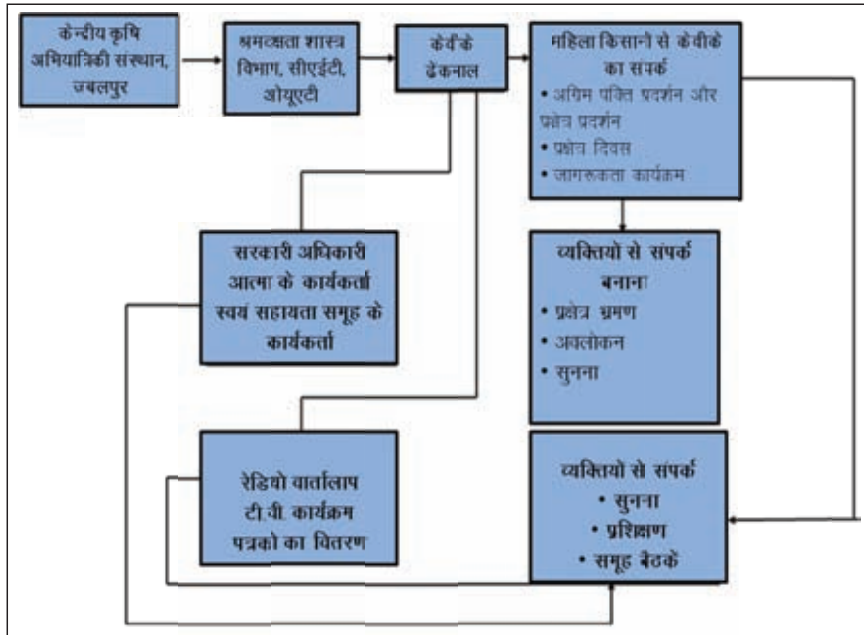 केन्द्रीय कृषि
अभियात्रिकी संस्थान,
जबलपुर
श्रमदक्षता शास्त्र
विभाग, सीएईटी,
ओयूएटी
केवीके
ढेंकनाल
महिला किसानो से केवीके
का संपर्क
• अग्रिम पंक्ति प्रदर्शन और
प्रक्षेत्र प्रदर्शन
• प्रक्षेत्र दिवस
• जागरूकता कार्यक्रम
सरकारी अधिकारी
आत्मा के कार्यकर्ता
स्वयं सहायता समूह के
कार्यकर्ता
व्यक्तियों से संपर्क
बनाना
• प्रक्षेत्र भ्रमण
• अवलोकन
• सुनना
रेडियो वार्तालाप
टी.वी. कार्यक्रम
पत्रको का वितरण
व्यक्तियों से संपर्क
• सुनना
• प्रशिक्षण
• समूह बैठकें